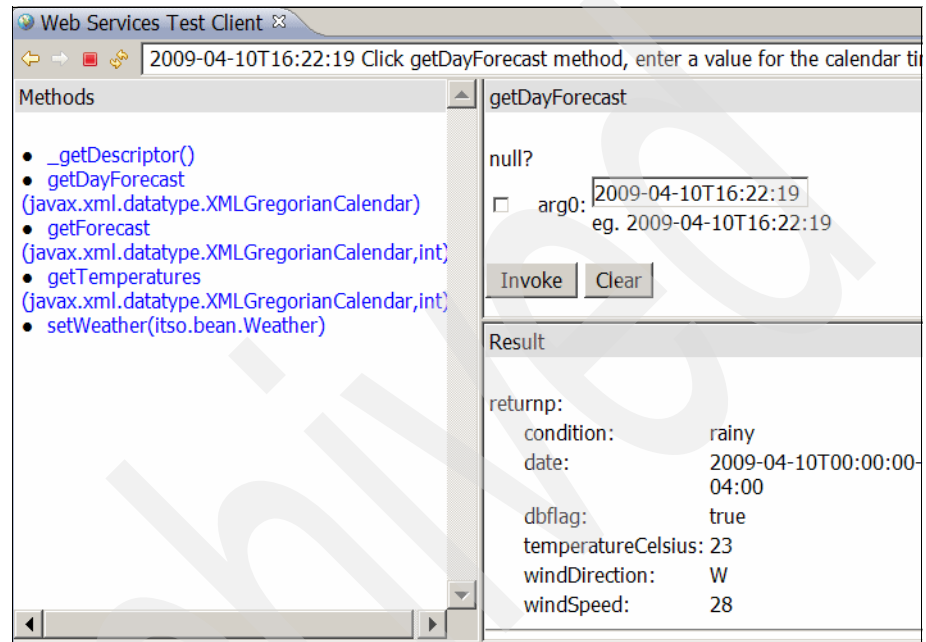 Web Services Test Client
2009-04-10T16:22:19 Click getDayForecast method, enter a value for the calendar
Methods
_getDescriptor()
getDayForecast
(javax.xml.datatype.XMLGregorianCalendar)
getForecast
(javax.xml.datatype.XMLGregorianCalendar,int)
getTemperatures
(javax.xml.datatype.XMLGregorianCalendar,int)
setWeather(itso.bean.Weather)
getDayForecast
null?
arg0: 2009-04-10T16:22:19
eg. 2009-04-10T16:22:19
Invoke Clear
Result
returnp:
condition: rainy
date: 2009-04-10T00:00:00-
04:00
dbflag: true
temperatureCelsius: 23
windDirection: W
windSpeed: 28